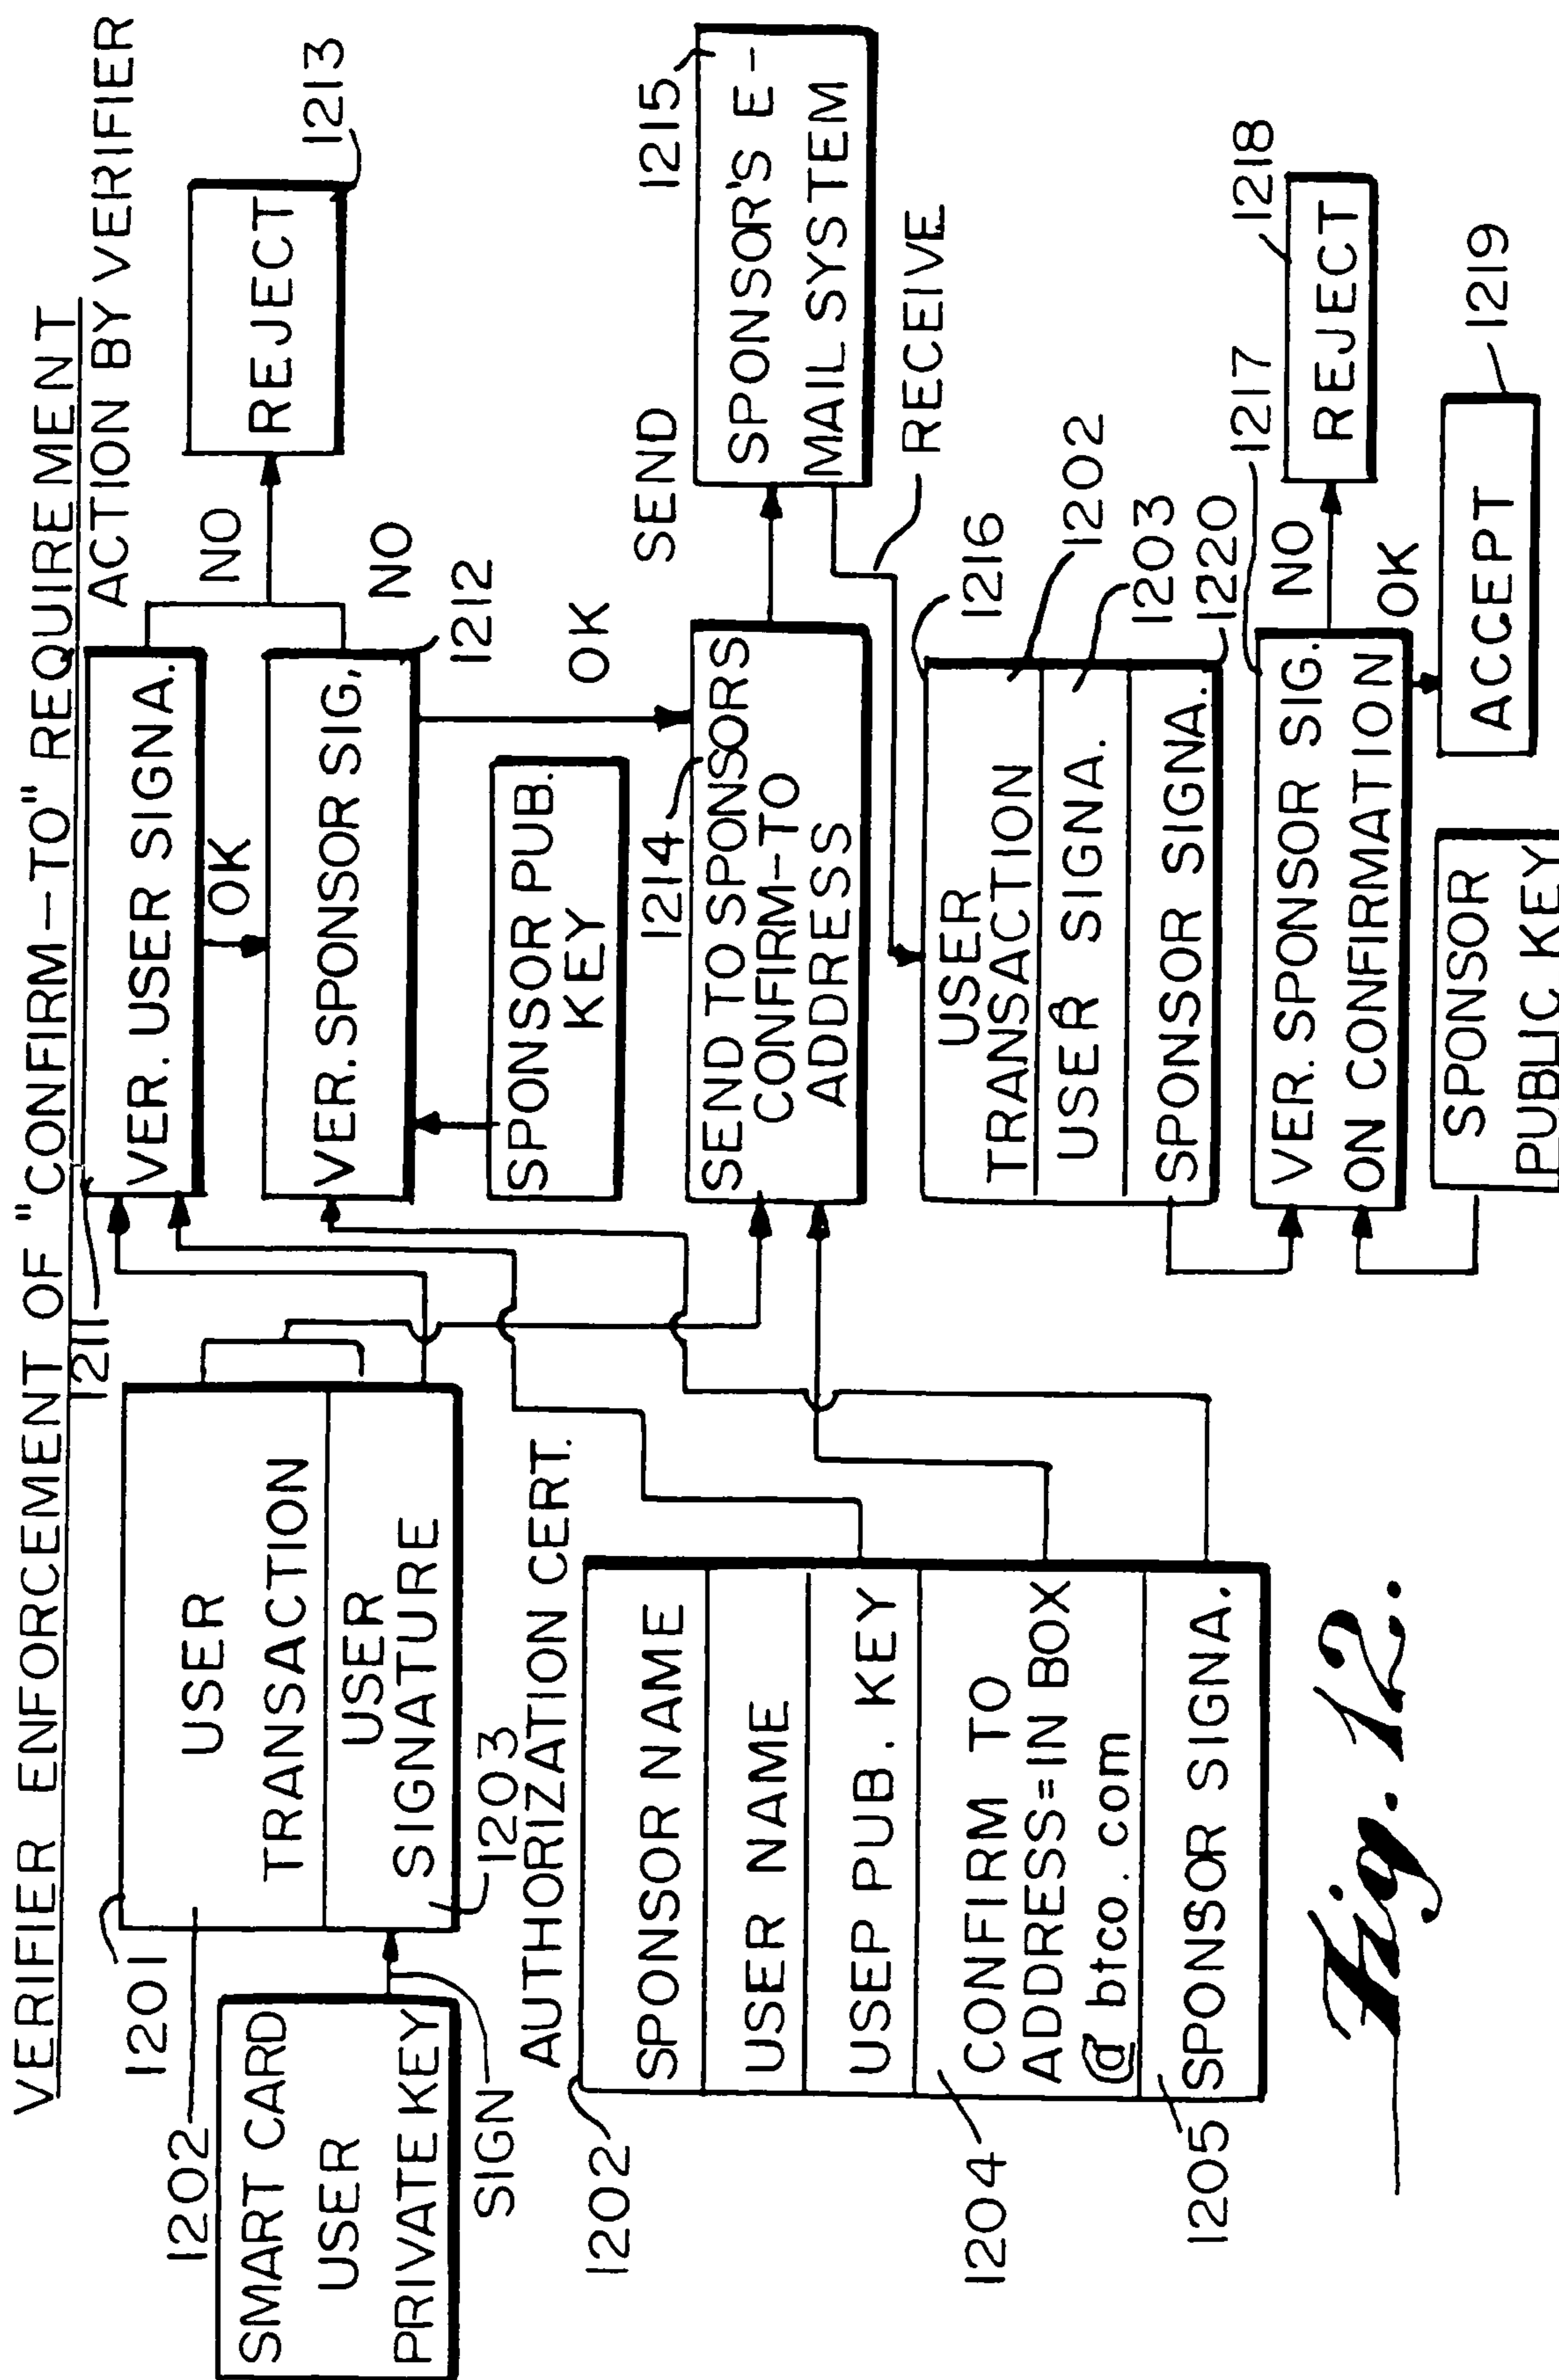 VERIFIER ENFORCEMENT OF "CONFIRM-TO" REQUIREMENT
ACTION BY VERIFIER
1201
1202
SMART CARD
USER
PRIVATE KEY
SIGN
USER
TRANSACTION
USER
SIGNATURE
1203
AUTHORIZATION CERT.
1202
SPONSOR NAME
USER NAME
USEP PUB. KEY
CONFIRM TO
ADDRESS=IN BOX
@ btco.com
SPONSOR SIGNA.
1204
1205
1211
VER. USER SIGNA.
OK
NO
VER. SPONSOR SIG,
NO
1212
REJECT
1213
SPONSOR PUB.
KEY
OK
1214
SEND TO SPONSORS
CONFIRM-TO
ADDRESS
SEND
1215
SPONSOR'S E-
MAIL SYSTEM
RECEIVE
1216
USER
TRANSACTION
USER SIGNA.
SPONSOR SIGNA.
1202
1203
1220
1217
VER. SPONSOR SIG.
ON CONFIRMATION
NO
REJECT
1218
OK
ACCEPT
1219
SPONSOR
PUBLIC KEY
Fig. 12.